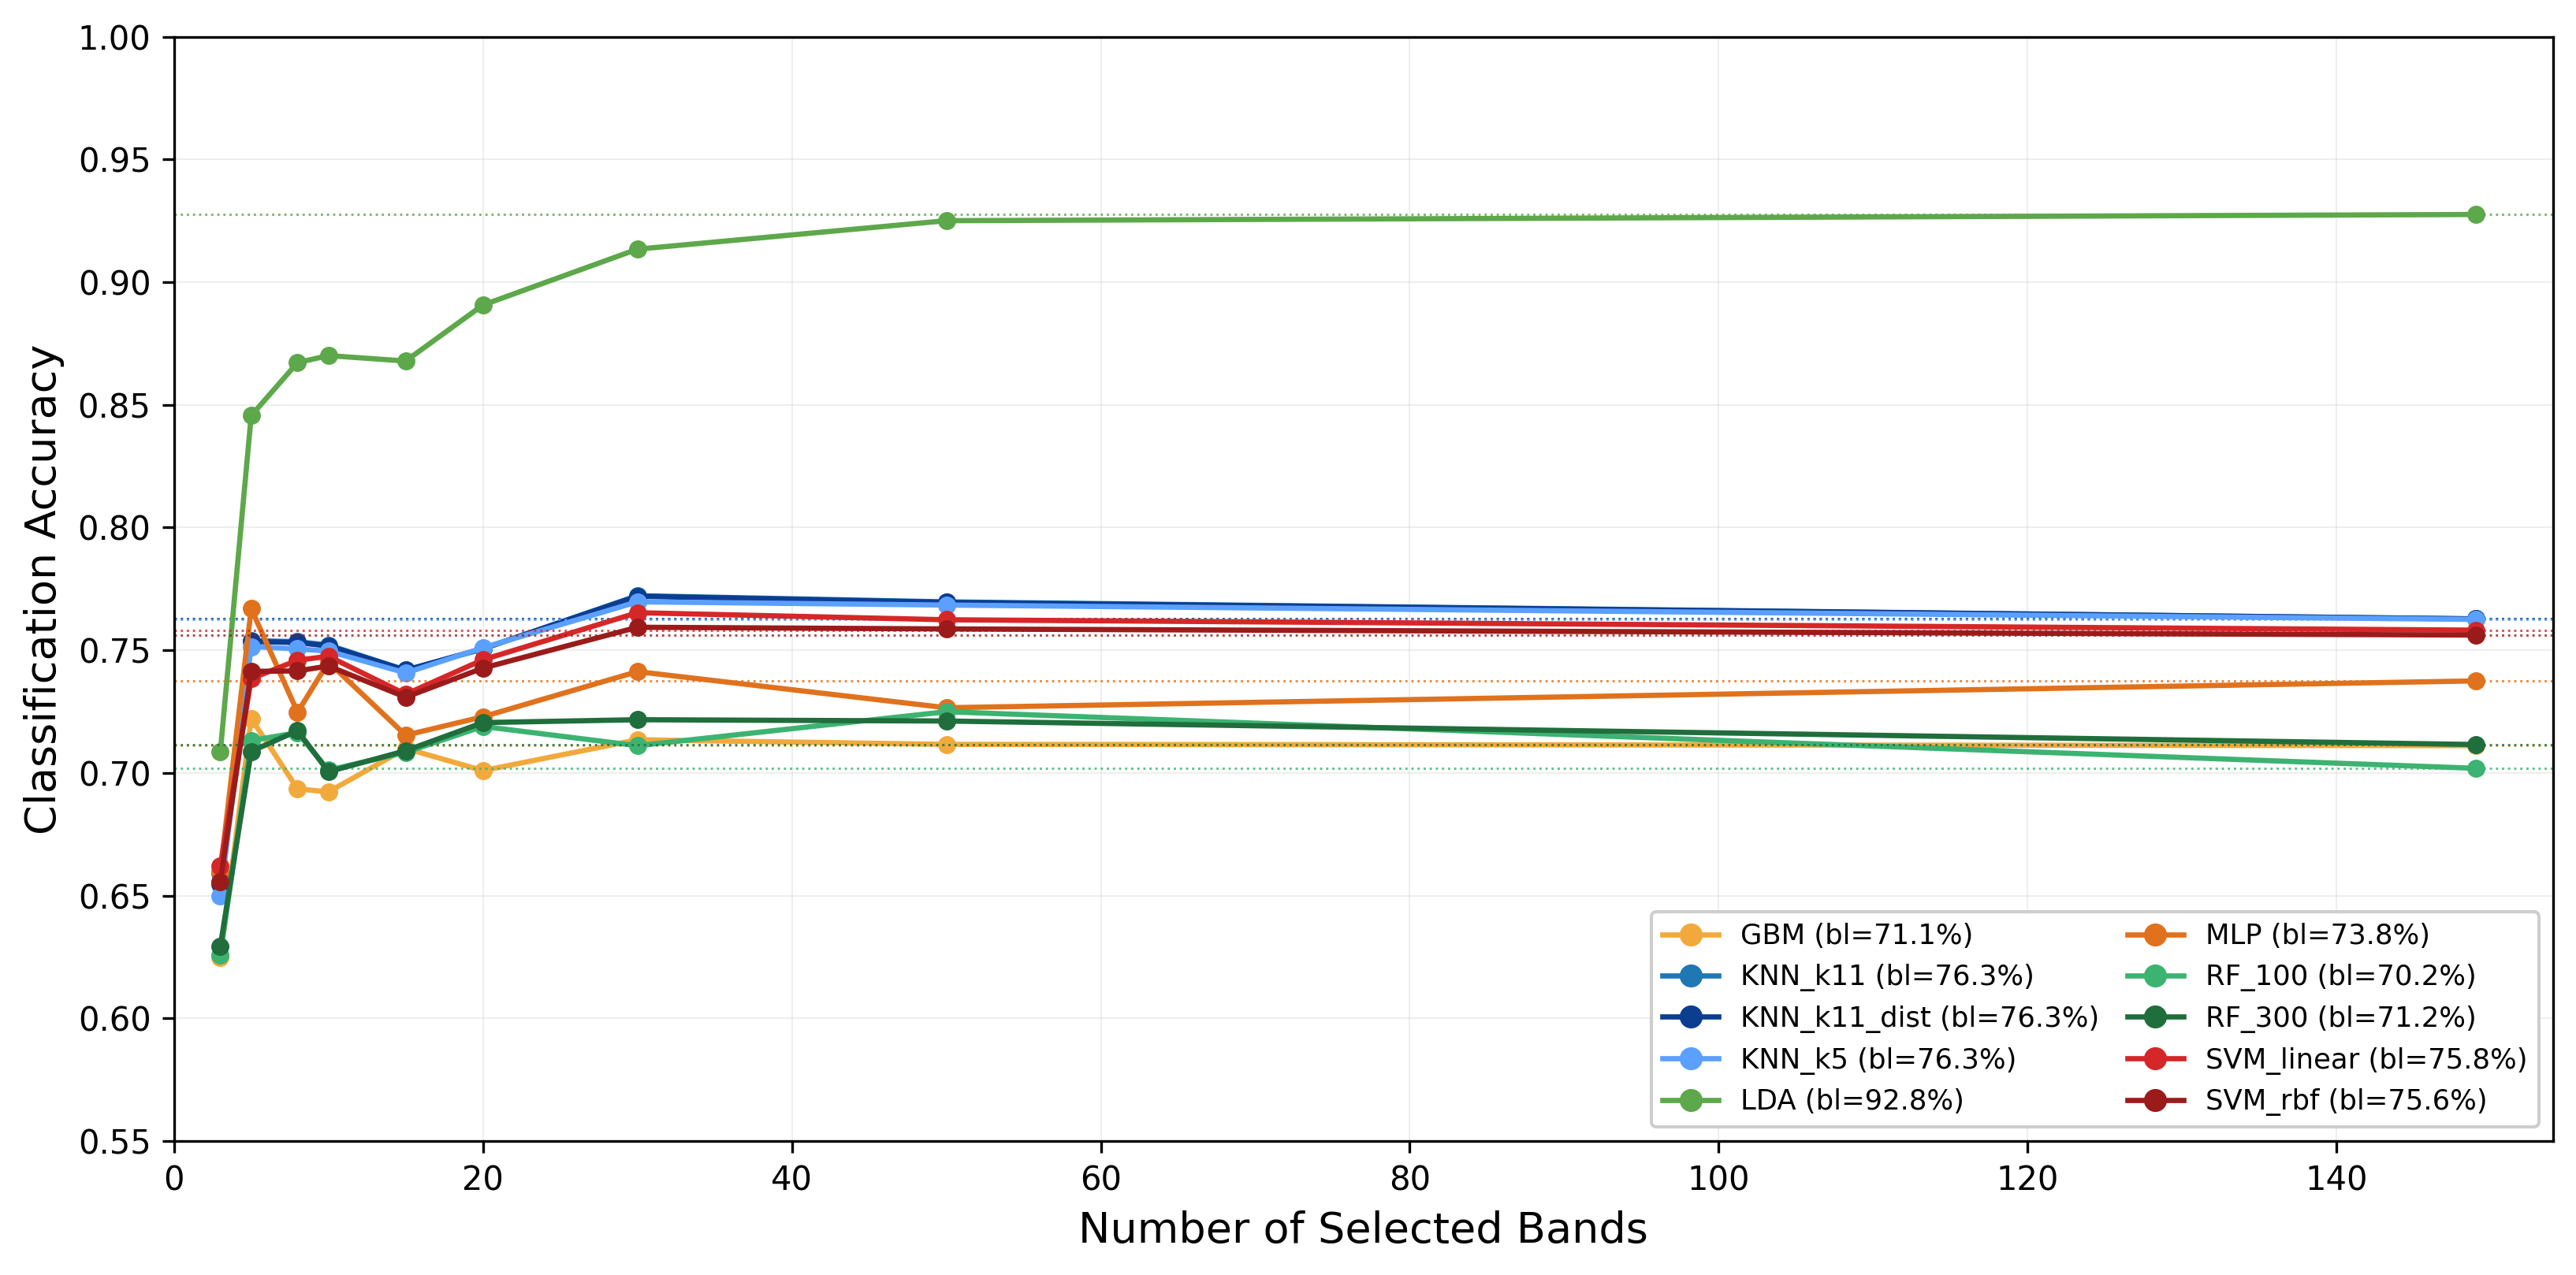 1.00
0.95
0.90
0.85
0.80
0.75
0.70
0.65
0.60
0.55
Classification Accuracy
0 20 40 60 80 100 120 140
Number of Selected Bands
GBM (bl=71.1%)
KNN_k11 (bl=76.3%)
KNN_k11_dist (bl=76.3%)
KNN_k5 (bl=76.3%)
LDA (bl=92.8%)
MLP (bl=73.8%)
RF_100 (bl=70.2%)
RF_300 (bl=71.2%)
SVM_linear (bl=75.8%)
SVM_rbf (bl=75.6%)